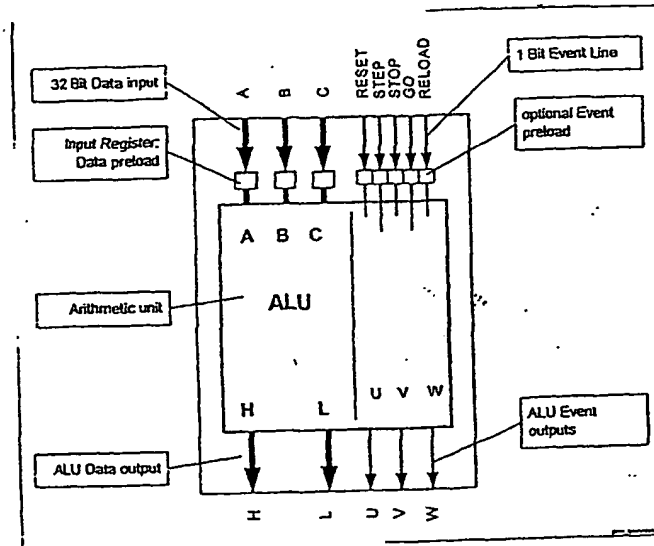 32 Bit Data input
A
B
C
RESET
STEP
STOP
GO
RELOAD
1 Bit Event Line
Input Register:
Data preload
optional Event
preload
A B C
Arithmetic unit
ALU
U V W
H L
ALU Event
outputs
ALU Data output
H
L
U
V
W